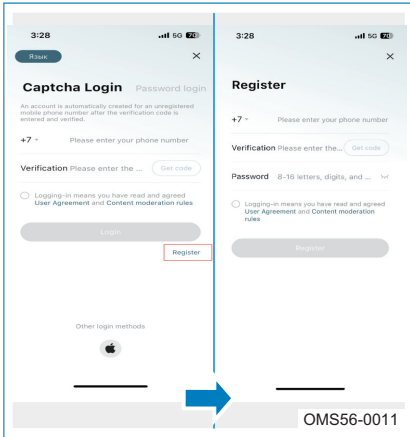 3:28
5G 70
Язык
Captcha Login Password login
An account is automatically created for an unregistered
mobile phone number after the verification code is
entered and verified.
+7 Please enter your phone number
Verification Please enter the ... Get code
Logging-in means you have read and agreed
User Agreement and Content moderation rules
Login
Register
Other login methods
3:28
5G 70
Register
+7 Please enter your phone number
Verification Please enter the... Get code
Password 8-16 letters, digits, and ...
Logging-in means you have read and agreed
User Agreement and Content moderation
rules
Register
OMS56-0011